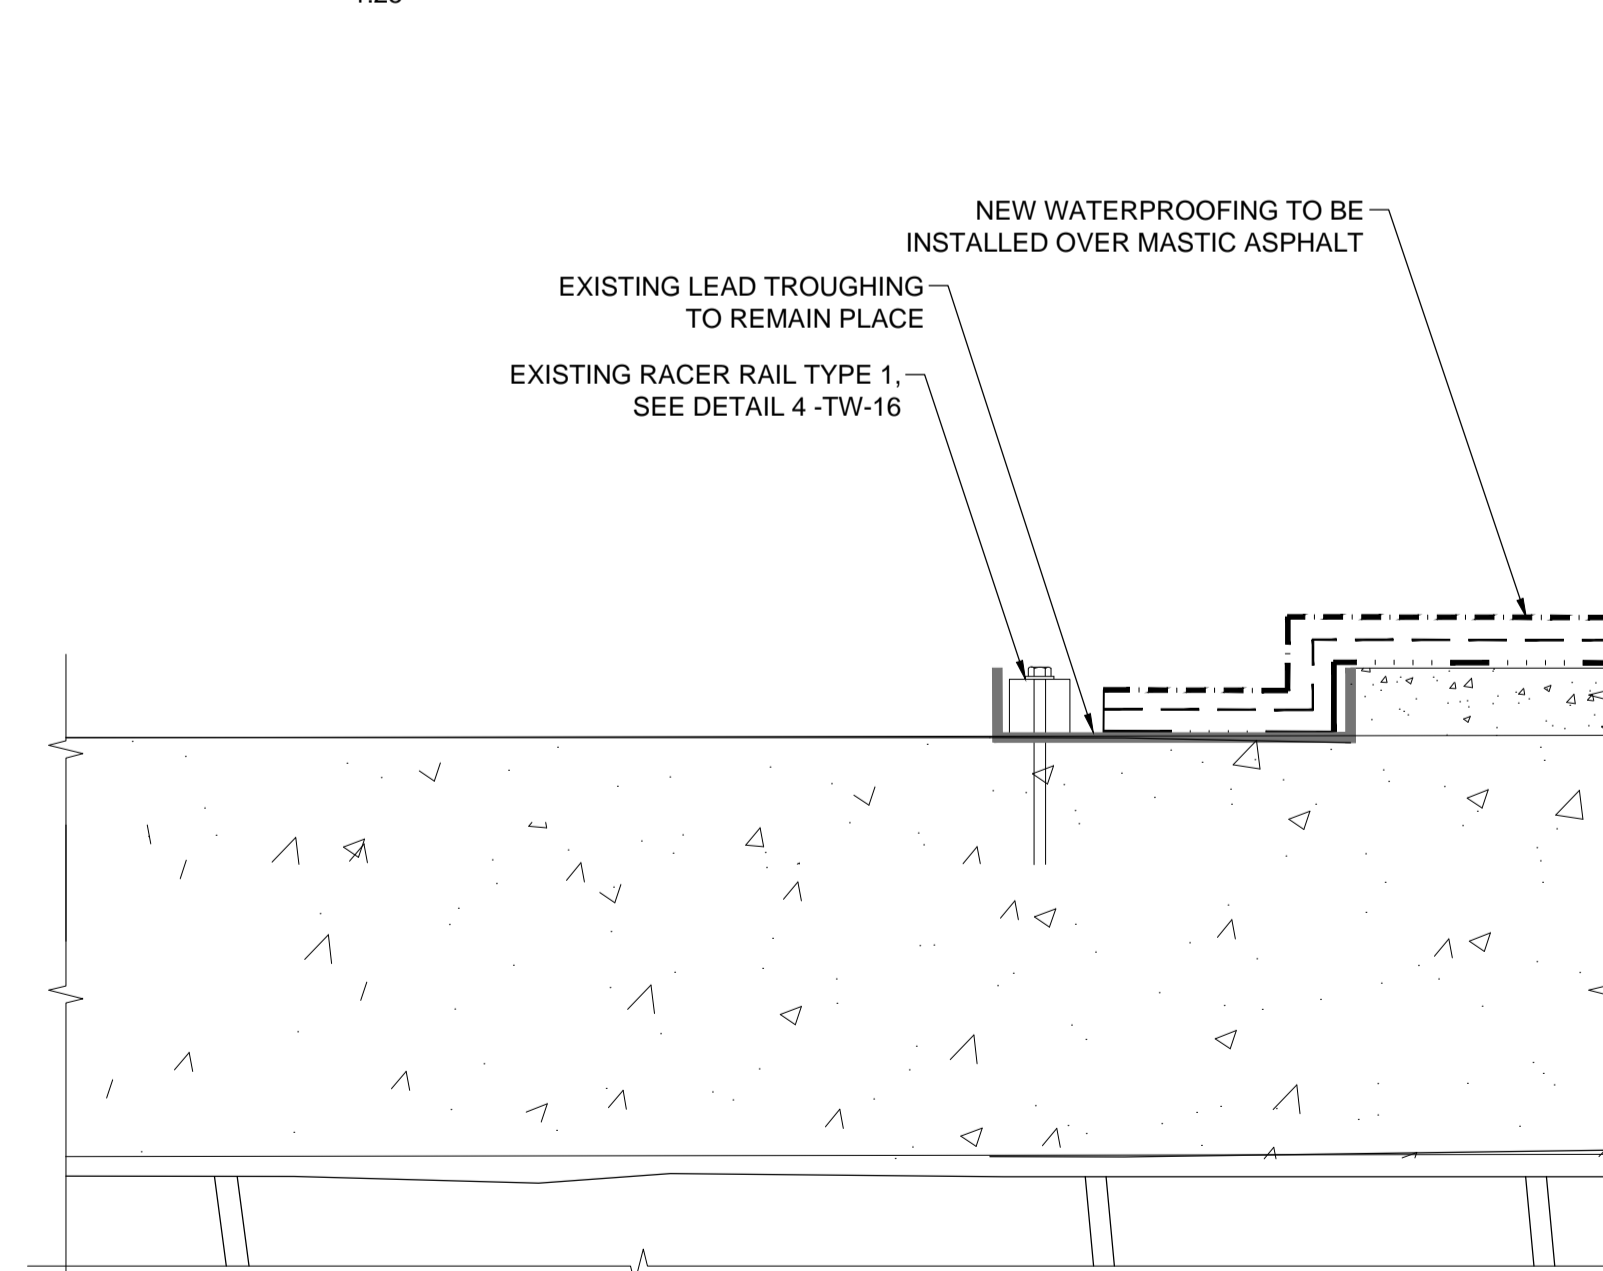 NEW WATERPROOFING TO BE
INSTALLED OVER MASTIC ASPHALT
EXISTING LEAD TROUGHING
TO REMAIN PLACE
EXISTING RACER RAIL TYPE 1,
SEE DETAIL 4 -TW-16